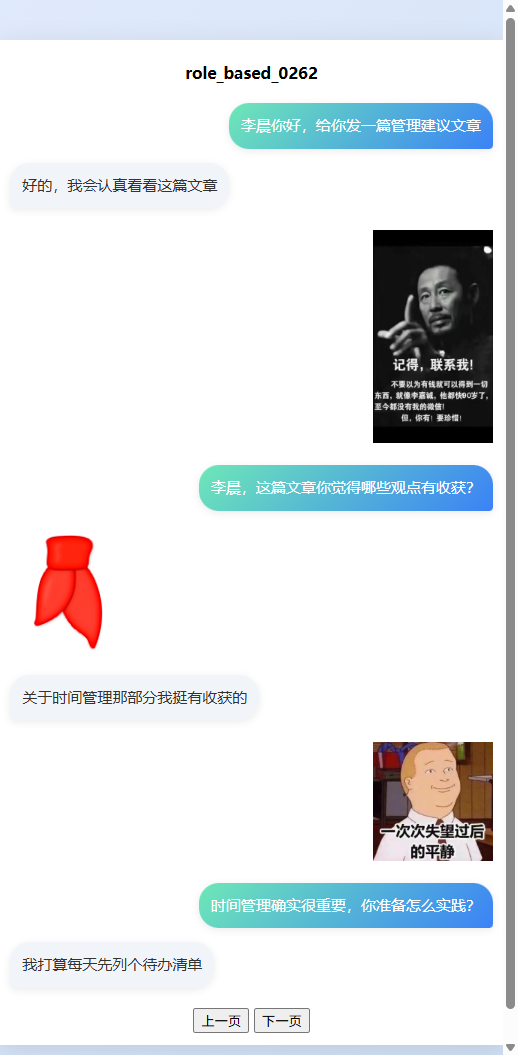 role_based_0262
李晨你好，给你发一篇管理建议文章
好的，我会认真看看这篇文章
记得，联系我！
不要以为有钱就可以得到一切
东西，就像李嘉诚，他都快90岁了，
至今都没有我的微信！
但，你有！要珍惜！
李晨，这篇文章你觉得哪些观点有收获？
关于时间管理那部分我挺有收获的
一次次失望过后
的平静
时间管理确实很重要，你准备怎么实践？
我打算每天先列个待办清单
上一页 下一页